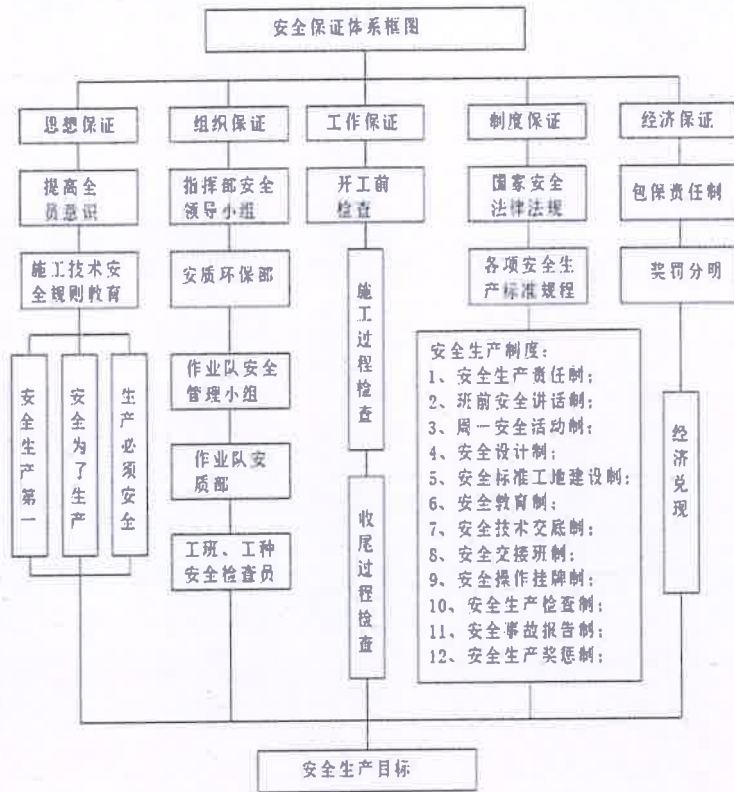 安全保证体系框图
思想保证
组织保证
工作保证
制度保证
经济保证
提高全
员意识
指挥部安全
领导小组
开工前
检查
国家安全
法律法规
包保责任制
施工技术安
全规则教育
安质环保部
施工过程检查
各项安全生
产标准规程
奖罚分明
安全生产第一
安全为了生产
生产必须安全
作业队安全
管理小组
作业队安
质部
工班、工种
安全检查员
收尾过程检查
安全生产制度：
1、安全生产责任制；
2、班前安全讲话制；
3、周一安全活动制；
4、安全设计制；
5、安全标准工地建设制；
6、安全教育制；
7、安全技术交底制；
8、安全交接班制；
9、安全操作挂牌制；
10、安全生产检查制；
11、安全事故报告制；
12、安全生产奖惩制；
经济兑现
安全生产目标